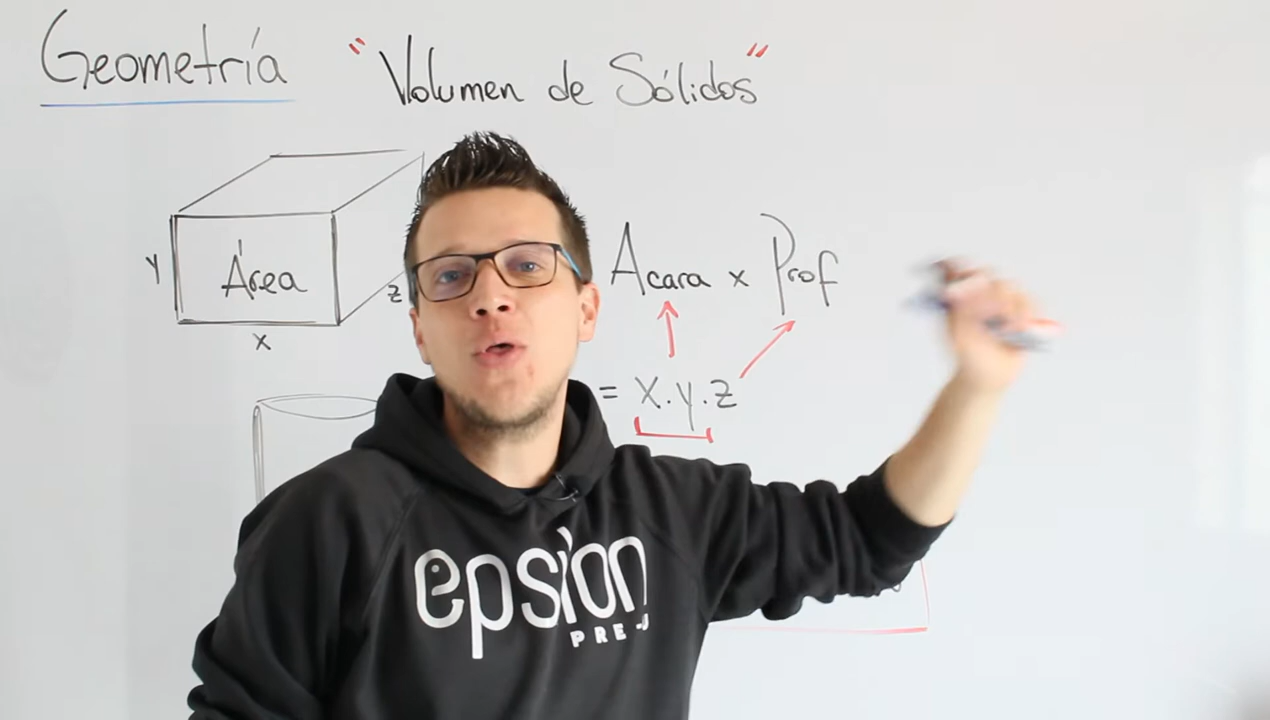 Geometría "Volumen de Sólidos"
Área
y
x
z
Acara x Prof
= x.y.z
epsilon
PRE-U